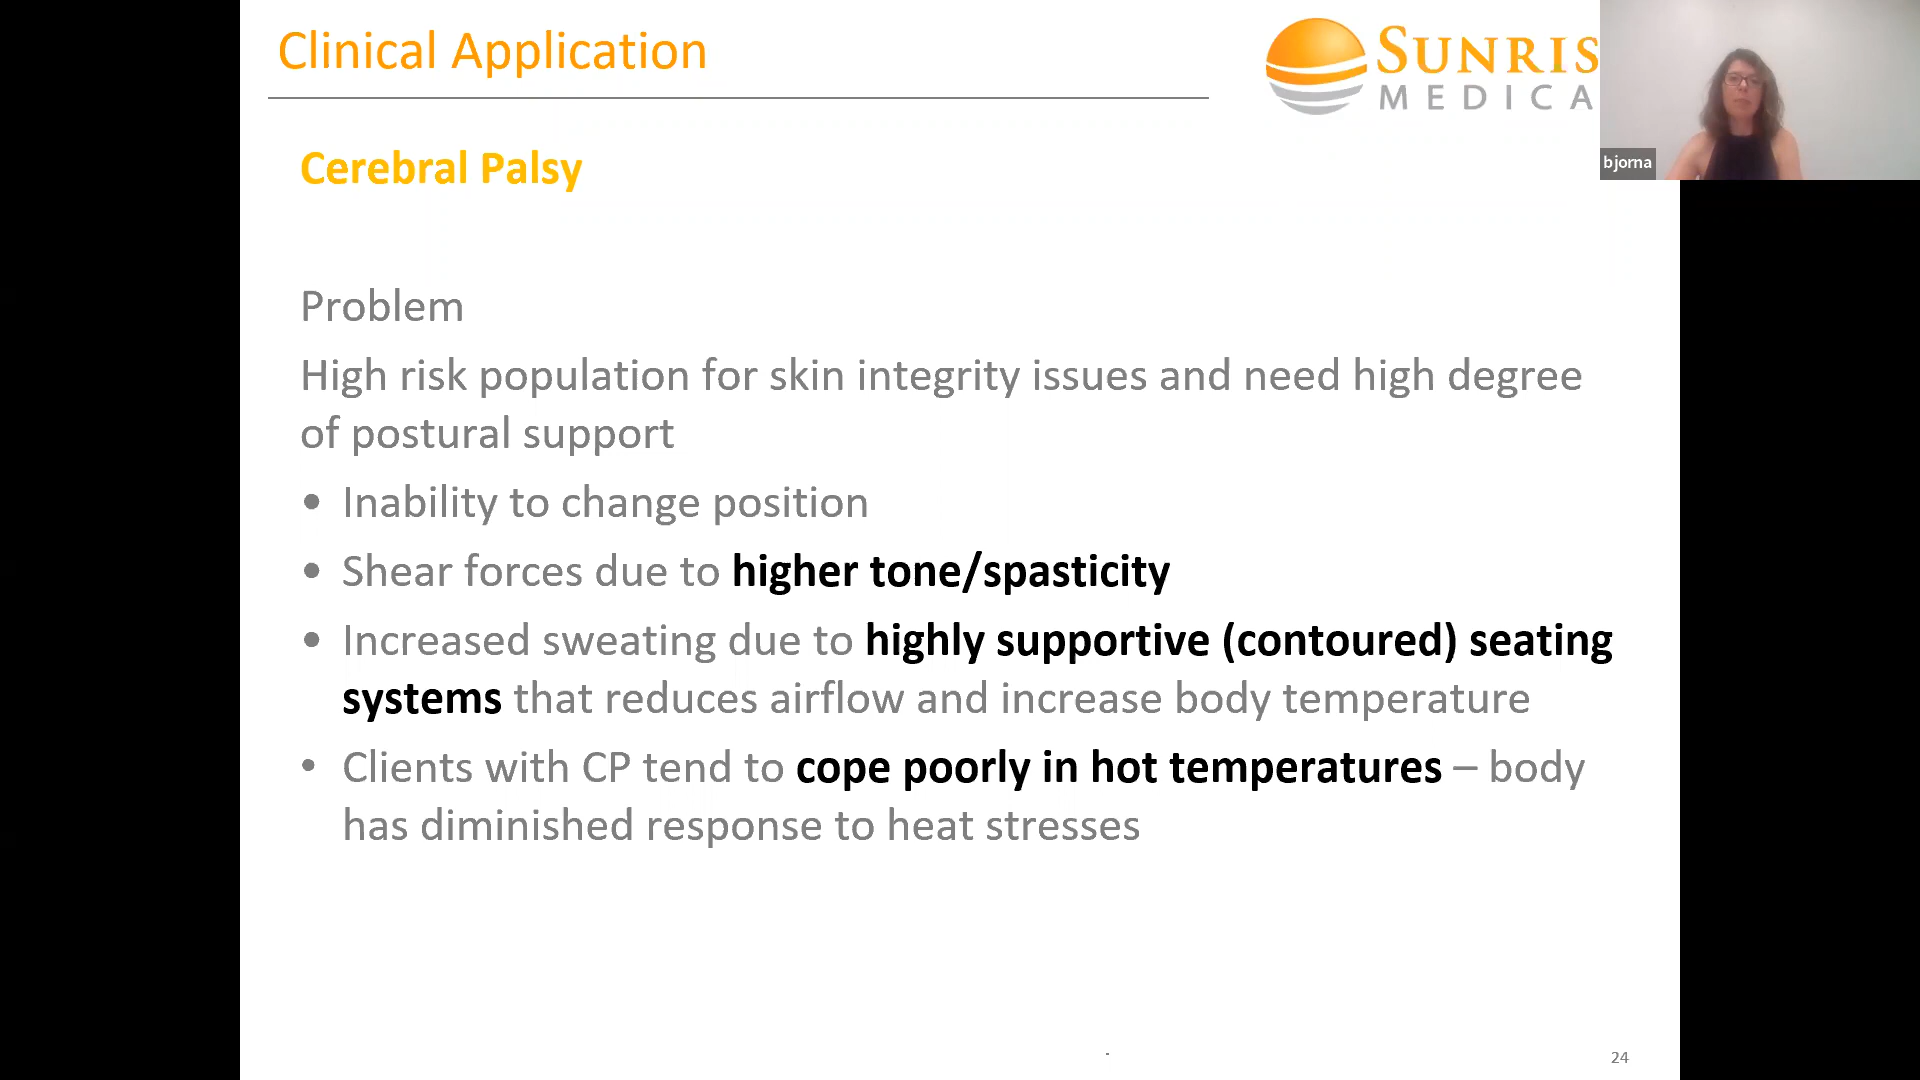 Clinical Application
SUNRIS
MEDICA
bjorna
Cerebral Palsy
Problem
High risk population for skin integrity issues and need high degree
of postural support
• Inability to change position
• Shear forces due to higher tone/spasticity
• Increased sweating due to highly supportive (contoured) seating
systems that reduces airflow and increase body temperature
• Clients with CP tend to cope poorly in hot temperatures – body
has diminished response to heat stresses
-
24